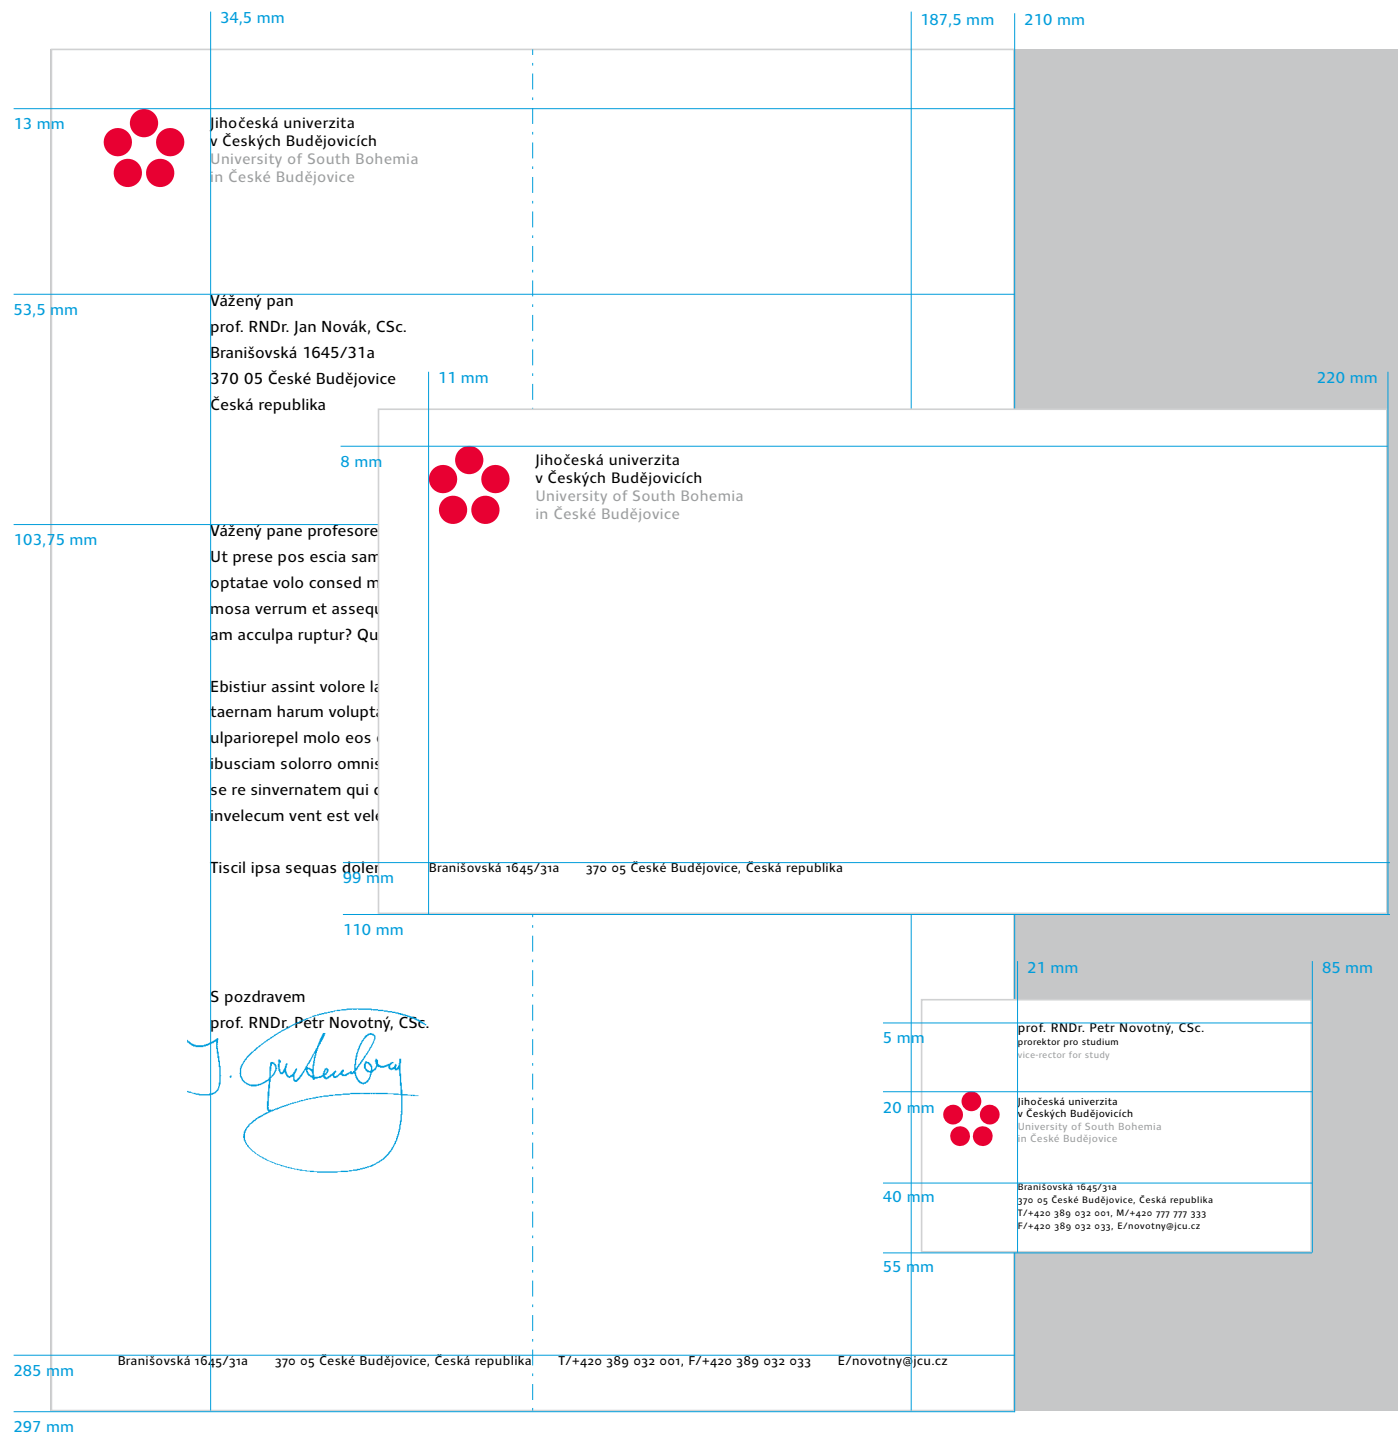 34,5 mm
187,5 mm
210 mm
13 mm
Jihočeská univerzita
v Českých Budějovicích
University of South Bohemia
in České Budějovice
53,5 mm
Vážený pan
prof. RNDr. Jan Novák, CSc.
Branišovská 1645/31a
370 05 České Budějovice
Česká republika
11 mm
220 mm
8 mm
Jihočeská univerzita
v Českých Budějovicích
University of South Bohemia
in České Budějovice
103,75 mm
Vážený pane profesore
Ut prese pos escia sam
optatae volo consed m
mosa verrum et assequ
am acculpa ruptur? Qu
Ebistiur assint volore la
taernam harum volupta
ulpariorepel molo eos
ibusciam solorro omnis
se re sinvernatem qui
invelecum vent est vele
Tiscil ipsa sequas dolen
99 mm
Branišovská 1645/31a 370 05 České Budějovice, Česká republika
110 mm
S pozdravem
prof. RNDr. Petr Novotný, CSc.
21 mm
85 mm
5 mm
prof. RNDr. Petr Novotný, CSc.
prorektor pro studium
vice-rector for study
20 mm
Jihočeská univerzita
v Českých Budějovicích
University of South Bohemia
in České Budějovice
40 mm
Branišovská 1645/31a
370 05 České Budějovice, Česká republika
T/+420 389 032 001, M/+420 777 777 333
F/+420 389 032 033, E/novotny@jcu.cz
55 mm
285 mm
Branišovská 1645/31a 370 05 České Budějovice, Česká republika T/+420 389 032 001, F/+420 389 032 033 E/novotny@jcu.cz
297 mm